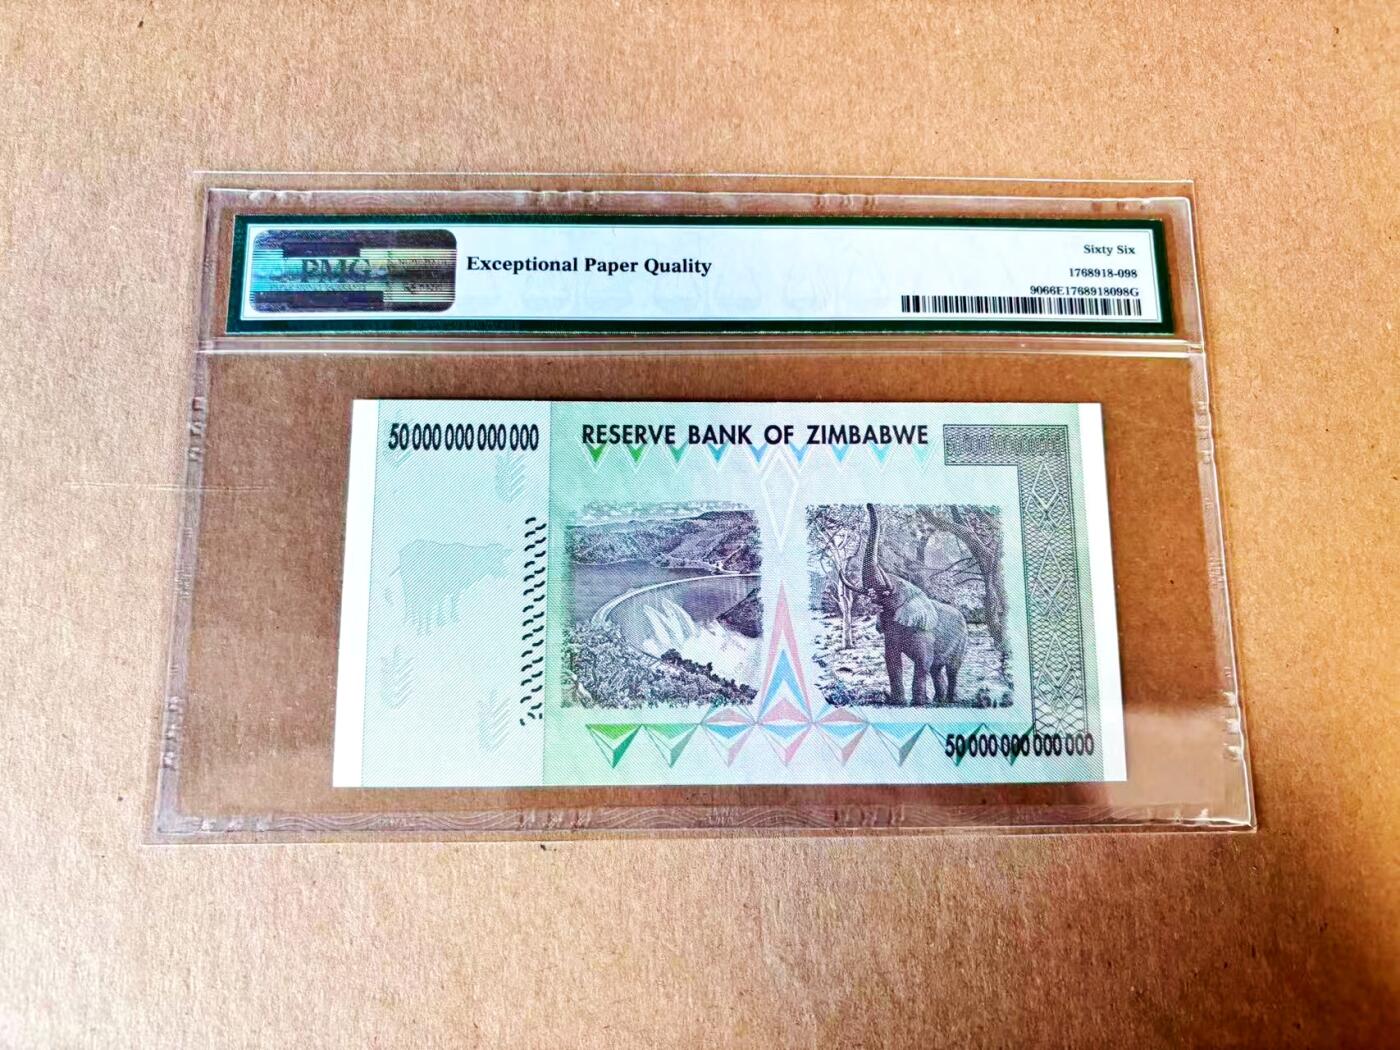 PMG
Exceptional Paper Quality
Sixty Six
1768918-098
9066E1768918098G
50 000 000 000 000
RESERVE BANK OF ZIMBABWE
50 000 000 000 000